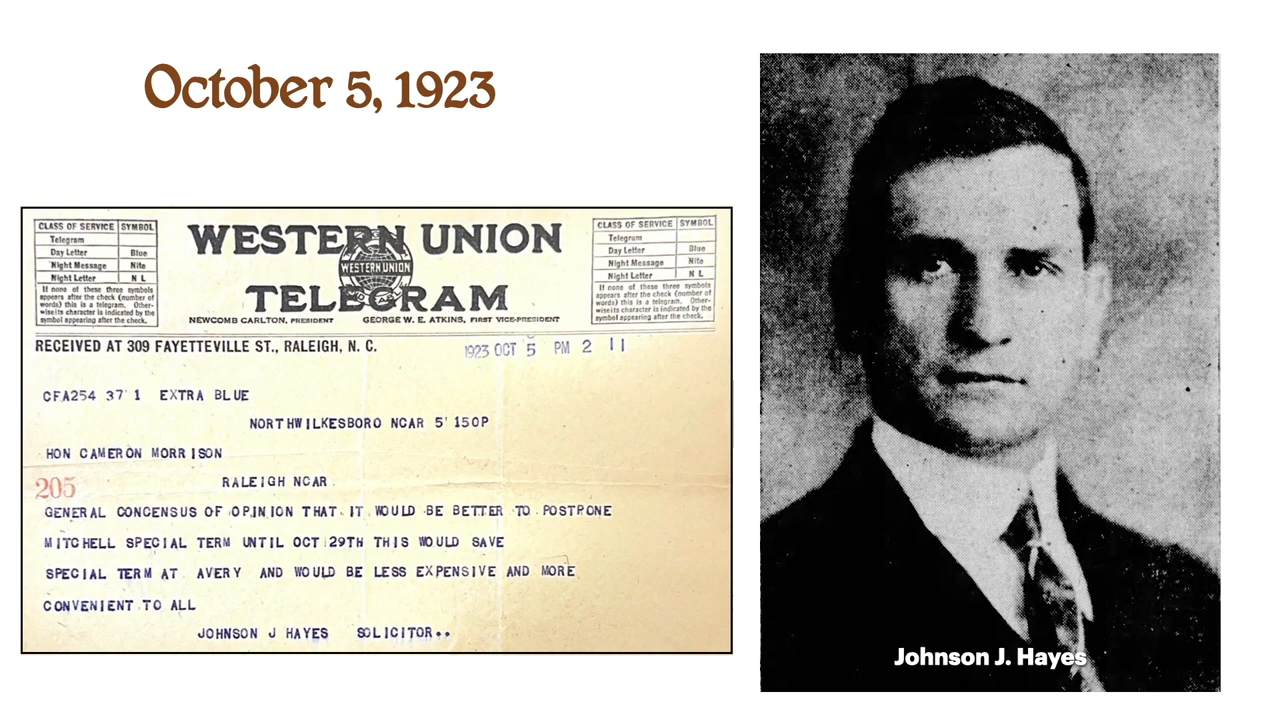 October 5, 1923
CLASS OF SERVICE SYMBOL
Telegram
Day Letter Blue
Night Message Nite
Night Letter N L
If none of these three symbols
appears after the check (number of
words) this is a telegram. Other-
wise its character is indicated by the
symbol appearing after the check.
WESTERN UNION
WESTERN UNION
TELEGRAM
NEWCOMB CARLTON, PRESIDENT GEORGE W. E. ATKINS, FIRST VICE-PRESIDENT
CLASS OF SERVICE SYMBOL
Telegram
Day Letter Blue
Night Message Nite
Night Letter N L
If none of these three symbols
appears after the check (number of
words) this is a telegram. Other-
wise its character is indicated by the
symbol appearing after the check.
RECEIVED AT 309 FAYETTEVILLE ST., RALEIGH, N. C. 1923 OCT 5 PM 2 11
CFA254 37 1 EXTRA BLUE
NORTHWILKESBORO NCAR 5' 150P
HON CAMERON MORRISON
205 RALEIGH NCAR.
GENERAL CONCENSUS OF OPINION THAT IT WOULD BE BETTER TO POSTPONE
MITCHELL SPECIAL TERM UNTIL OCT 29TH THIS WOULD SAVE
SPECIAL TERM AT AVERY AND WOULD BE LESS EXPENSIVE AND MORE
CONVENIENT TO ALL
JOHNSON J HAYES SOLICITOR..
Johnson J. Hayes